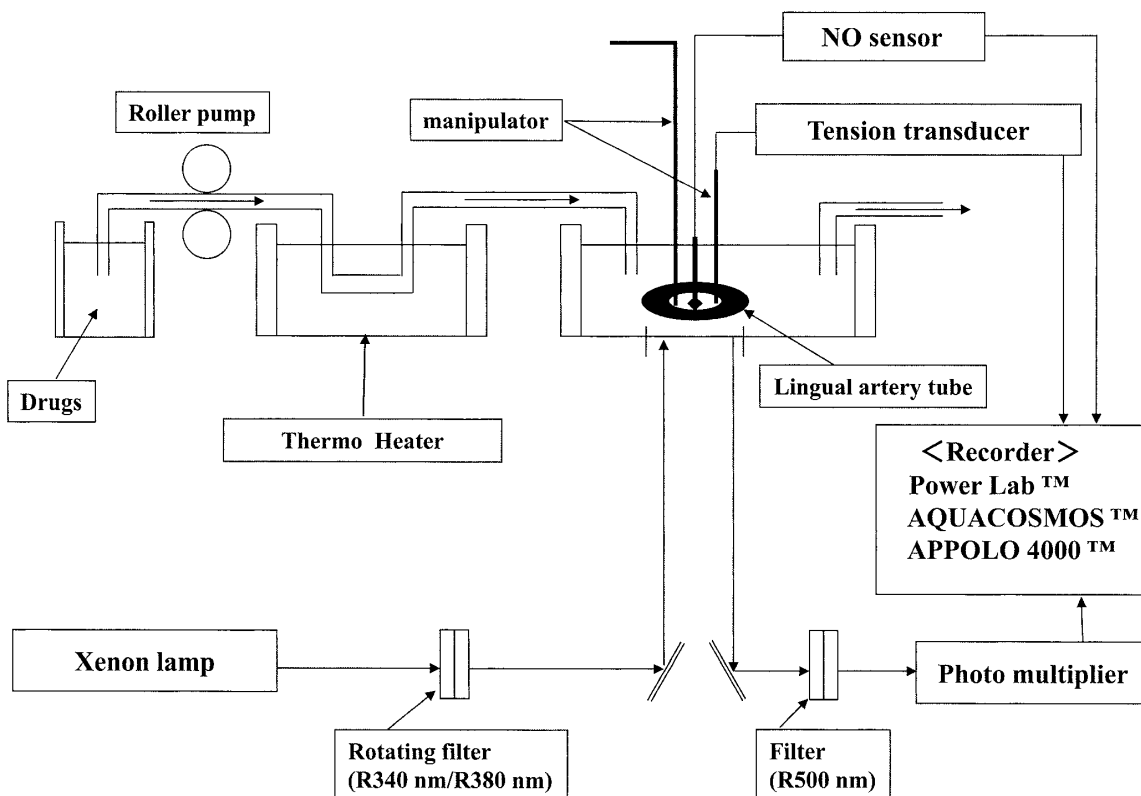 NO sensor
Roller pump
manipulator
Tension transducer
Drugs
Thermo Heater
Lingual artery tube
<Recorder>
Power Lab ™
AQUACOSMOS ™
APPOLO 4000 ™
Xenon lamp
Photo multiplier
Rotating filter
(R340 nm/R380 nm)
Filter
(R500 nm)